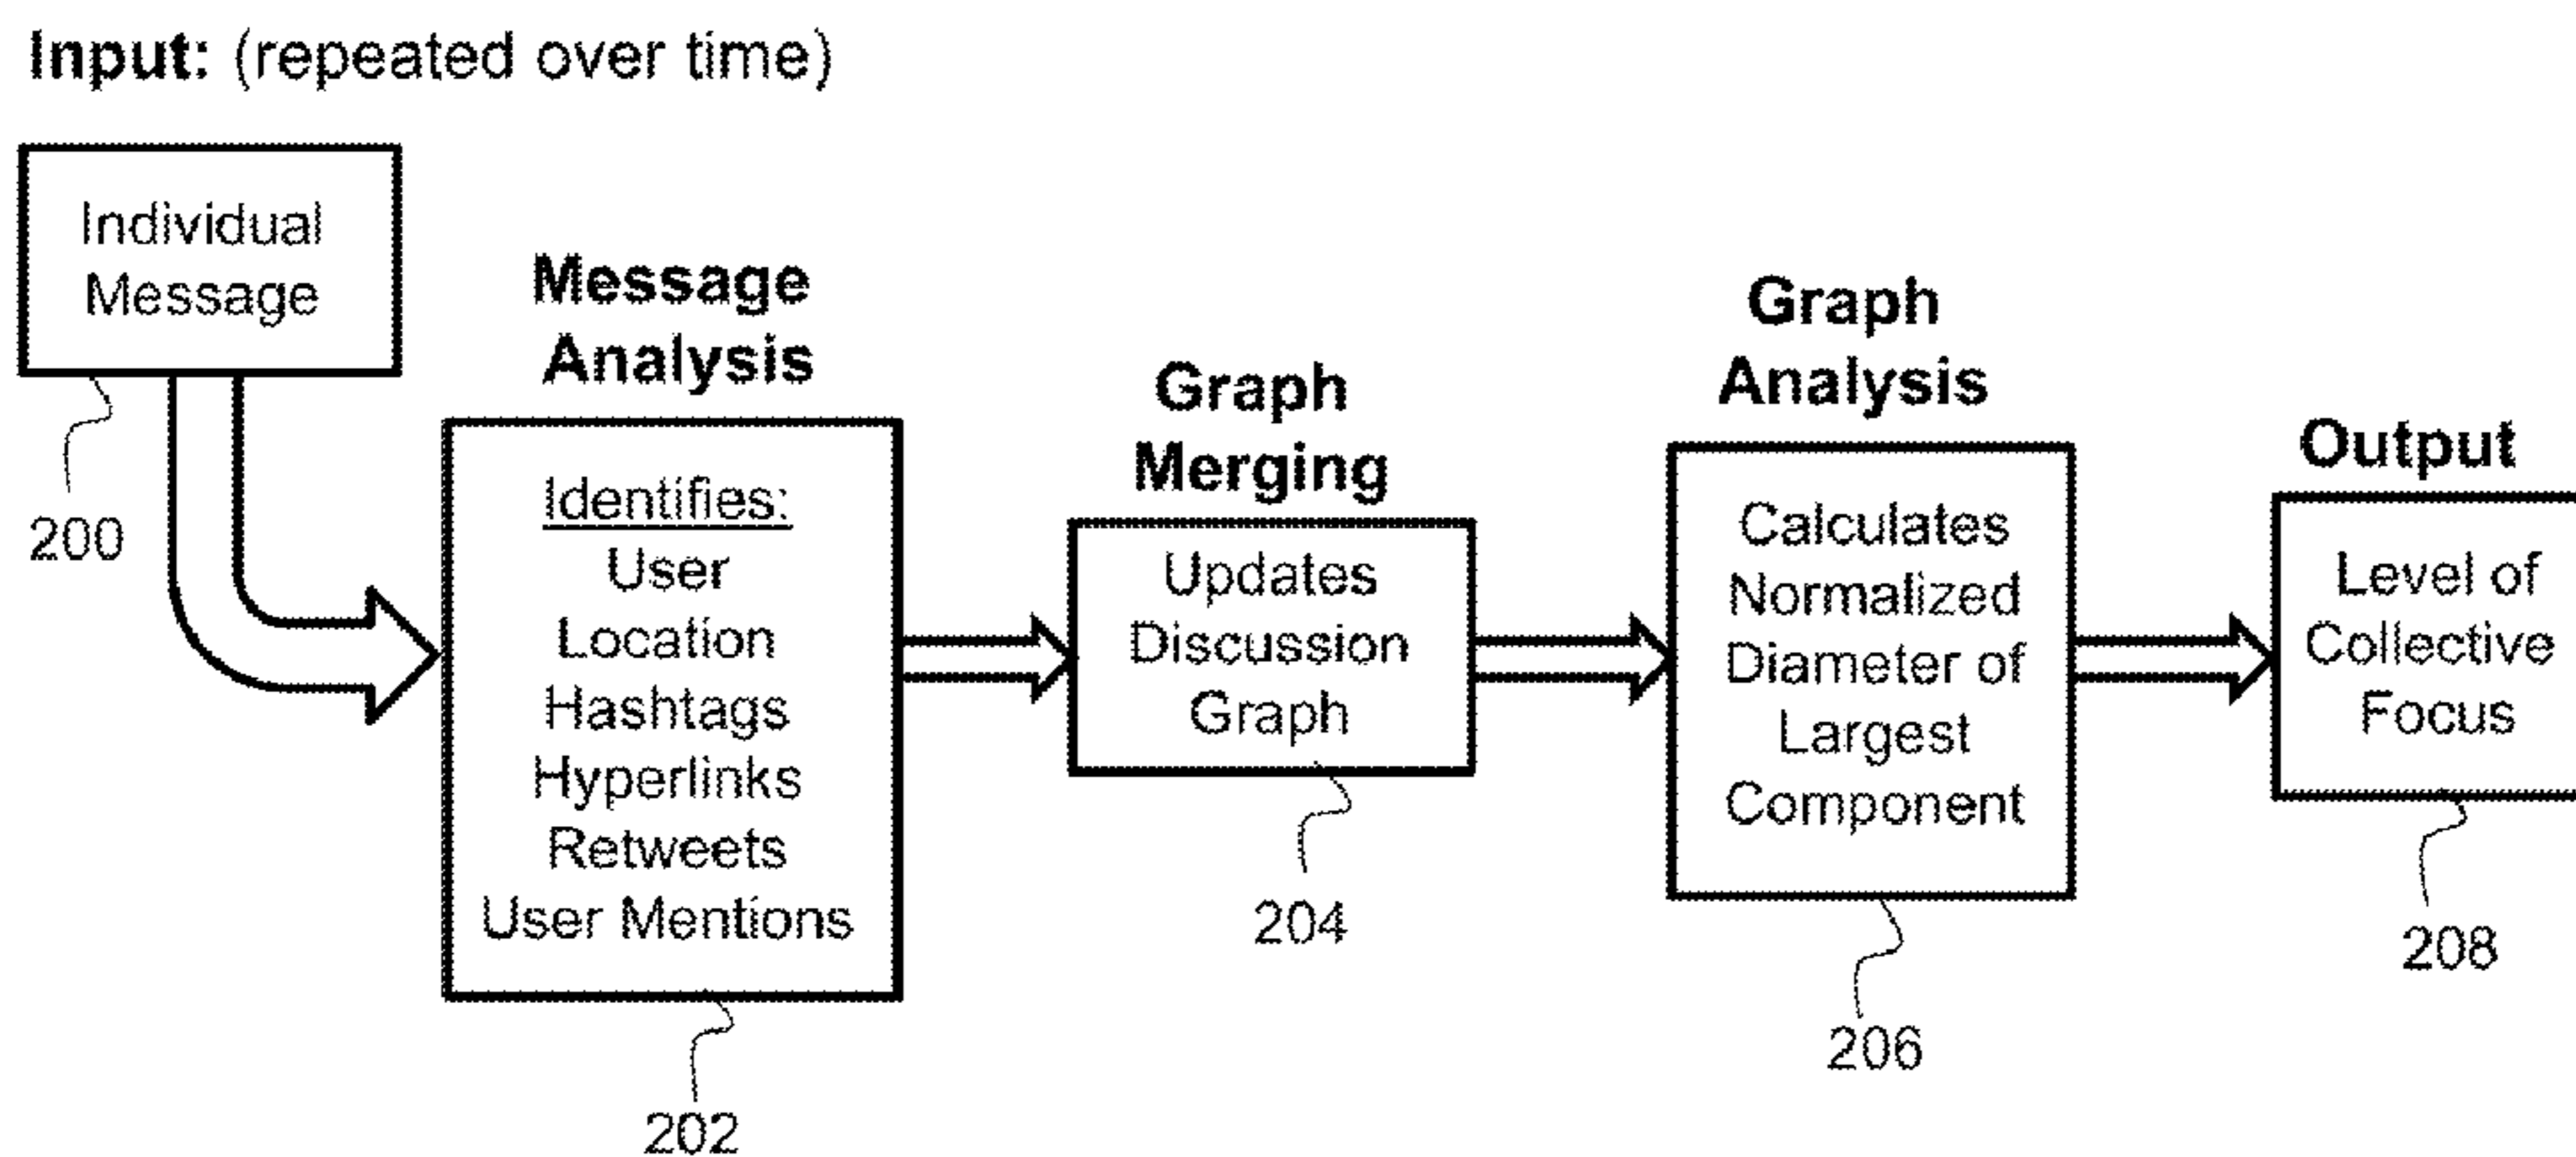 Input: (repeated over time)
Individual
Message
200
Message
Analysis
Identifies:
User
Location
Hashtags
Hyperlinks
Retweets
User Mentions
202
Graph
Merging
Updates
Discussion
Graph
204
Graph
Analysis
Calculates
Normalized
Diameter of
Largest
Component
206
Output
Level of
Collective
Focus
208